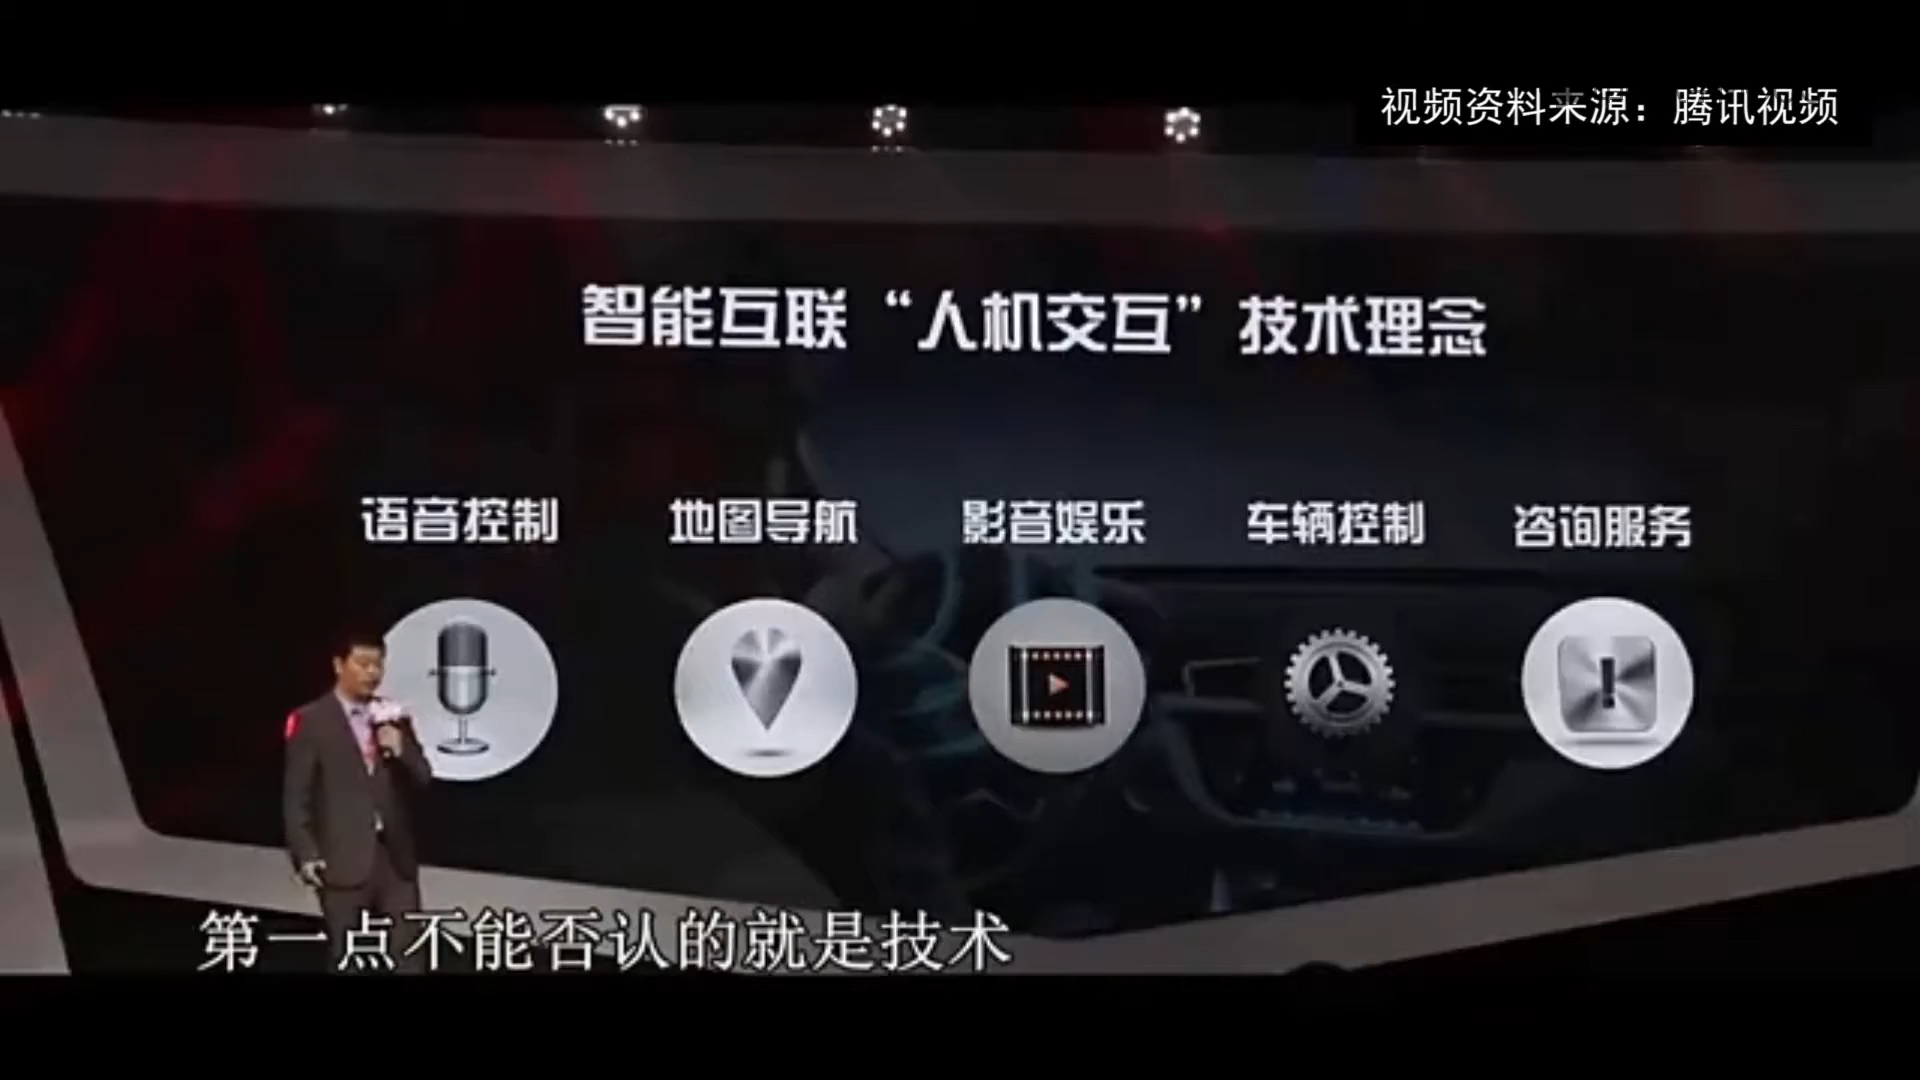 视频资料来源：腾讯视频
智能互联“人机交互”技术理念
语音控制
地图导航
影音娱乐
车辆控制
咨询服务
第一点不能否认的就是技术